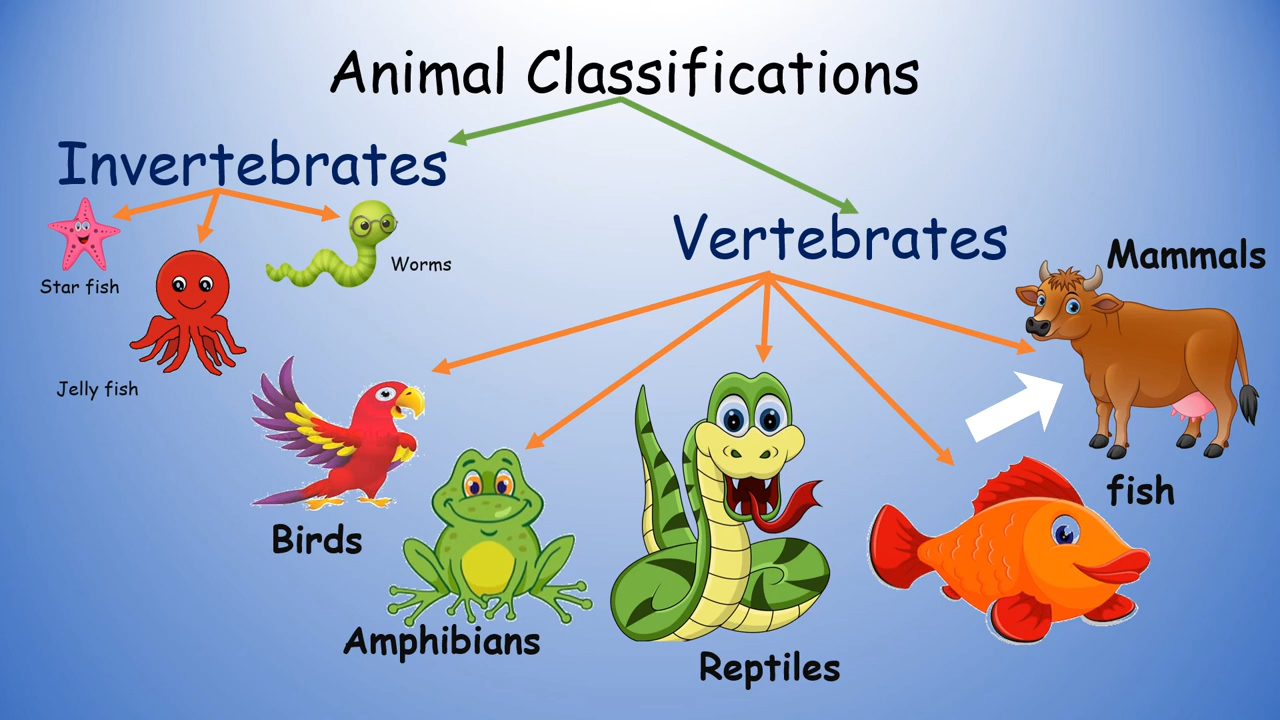 Animal Classifications
Invertebrates
Vertebrates
Mammals
Worms
Star fish
Jelly fish
fish
Birds
Amphibians
Reptiles